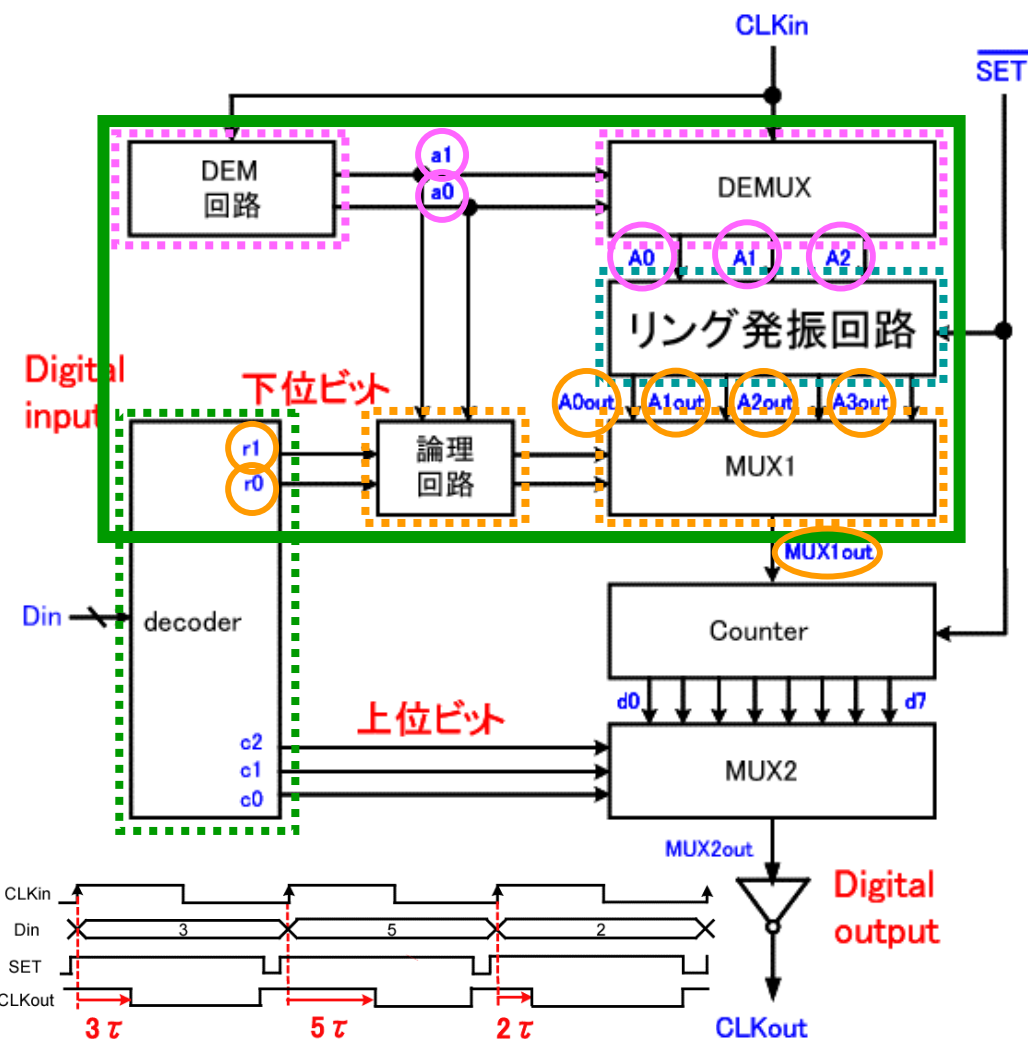 CLKin
SET
DEM
回路
a1
a0
DEMUX
A0
A1
A2
リング発振回路
Digital
input
下位ビット
A0out
A1out
A2out
A3out
r1
r0
論理
回路
MUX1
MUX1out
Din
decoder
Counter
d0
d7
上位ビット
c2
c1
c0
MUX2
MUX2out
Digital
output
CLKout
CLKin
Din
3
5
2
SET
CLKout
3τ
5τ
2τ